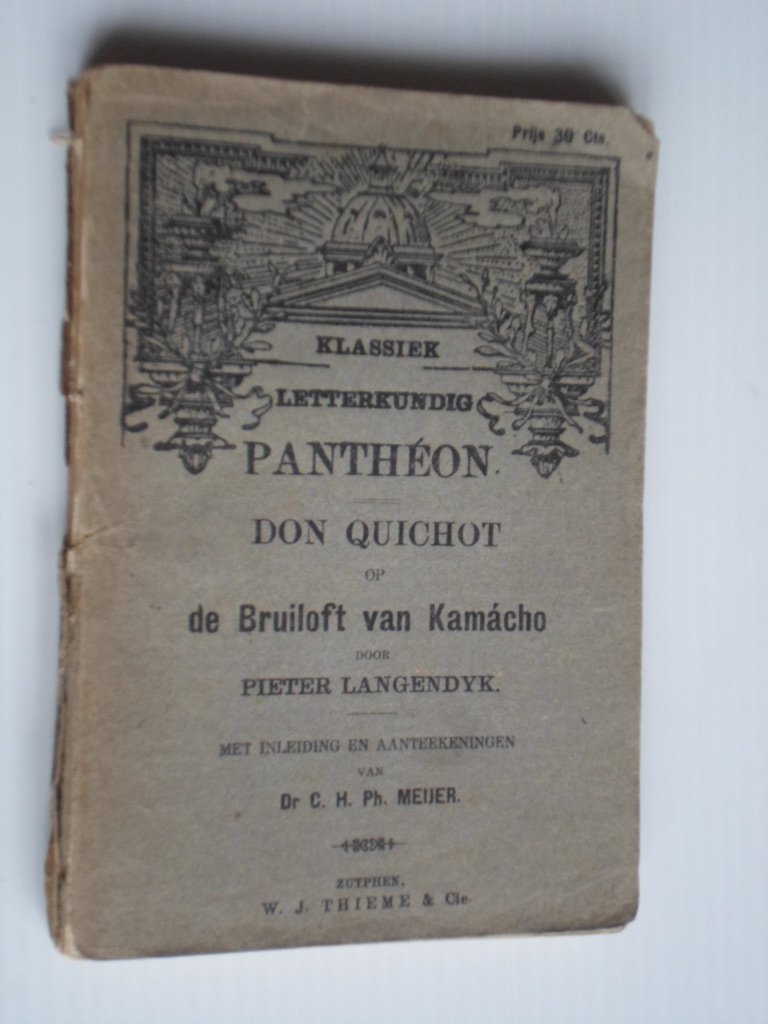 Prijs 30 Cts.
KLASSIEK
LETTERKUNDIG
PANTHÉON.
DON QUICHOT
OP
de Bruiloft van Kamácho
DOOR
PIETER LANGENDYK.
MET INLEIDING EN AANTEEKENINGEN
VAN
Dr C. H. Ph. MEIJER.
ZUTPHEN,
W. J. THIEME & Cie.